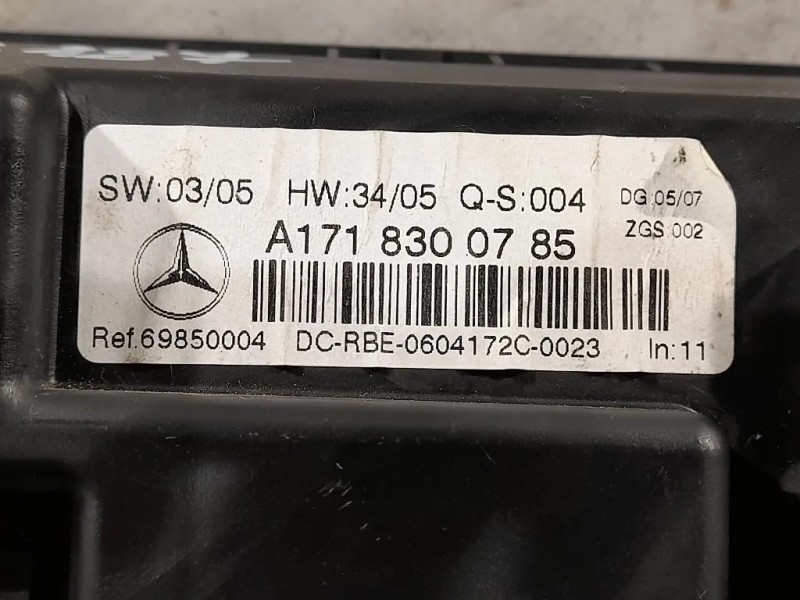 SW:03/05 HW:34/05 Q-S:004 DG:05/07
A171 830 07 85 ZGS:002
Ref.69850004 DC-RBE-0604172C-0023 In:11